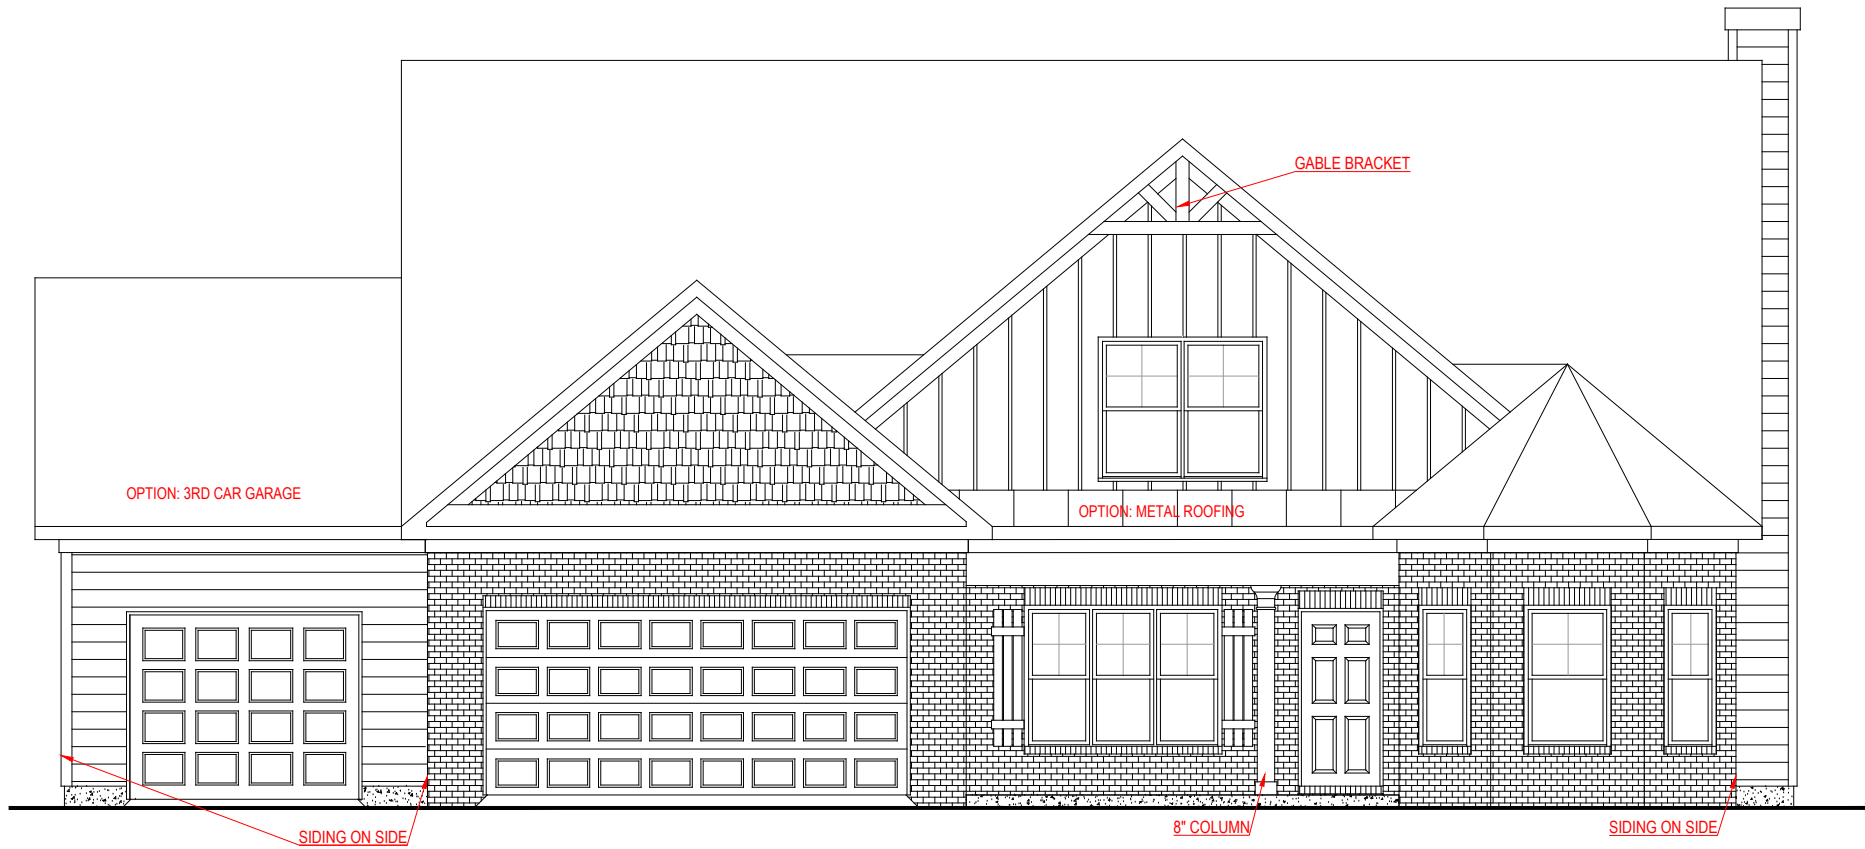 GABLE BRACKET
OPTION: 3RD CAR GARAGE
OPTION: METAL ROOFING
SIDING ON SIDE
8" COLUMN
SIDING ON SIDE